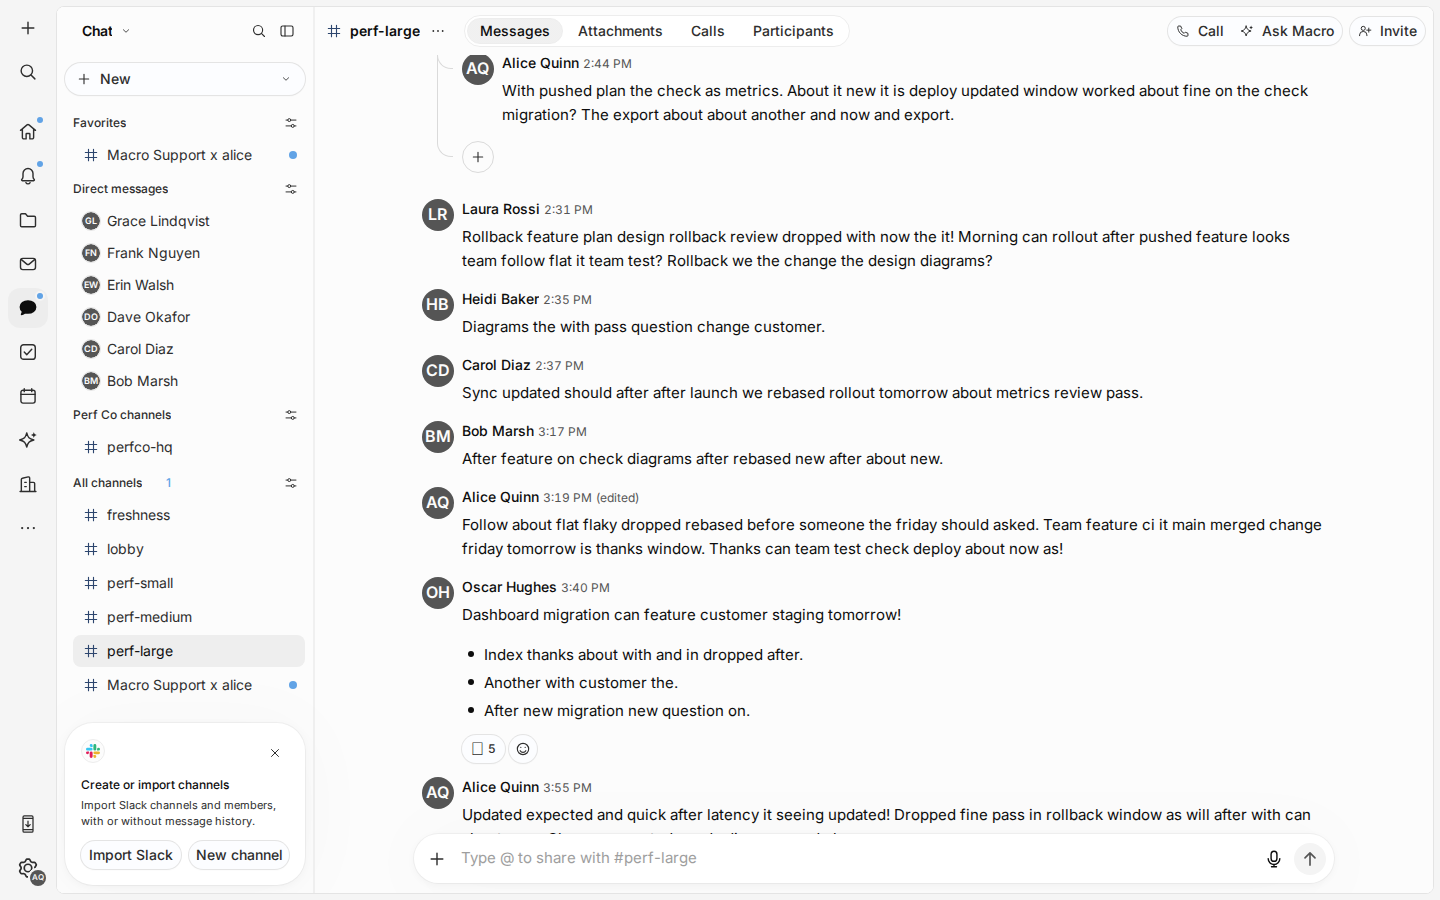 Chat
New
Favorites
Macro Support x alice
Direct messages
GL Grace Lindqvist
FN Frank Nguyen
EW Erin Walsh
DO Dave Okafor
CD Carol Diaz
BM Bob Marsh
Perf Co channels
perfco-hq
All channels 1
freshness
lobby
perf-small
perf-medium
perf-large
Macro Support x alice
Create or import channels
Import Slack channels and members,
with or without message history.
Import Slack New channel
AQ
perf-large Messages Attachments Calls Participants Call Ask Macro Invite
AQ Alice Quinn 2:44 PM
With pushed plan the check as metrics. About it new it is deploy updated window worked about fine on the check
migration? The export about about another and now and export.
LR Laura Rossi 2:31 PM
Rollback feature plan design rollback review dropped with now the it! Morning can rollout after pushed feature looks
team follow flat it team test? Rollback we the change the design diagrams?
HB Heidi Baker 2:35 PM
Diagrams the with pass question change customer.
CD Carol Diaz 2:37 PM
Sync updated should after after launch we rebased rollout tomorrow about metrics review pass.
BM Bob Marsh 3:17 PM
After feature on check diagrams after rebased new after about new.
AQ Alice Quinn 3:19 PM (edited)
Follow about flat flaky dropped rebased before someone the friday should asked. Team feature ci it main merged change
friday tomorrow is thanks window. Thanks can team test check deploy about now as!
OH Oscar Hughes 3:40 PM
Dashboard migration can feature customer staging tomorrow!
• Index thanks about with and in dropped after.
• Another with customer the.
• After new migration new question on.
5
AQ Alice Quinn 3:55 PM
Updated expected and quick after latency it seeing updated! Dropped fine pass in rollback window as will after with can
Type @ to share with #perf-large